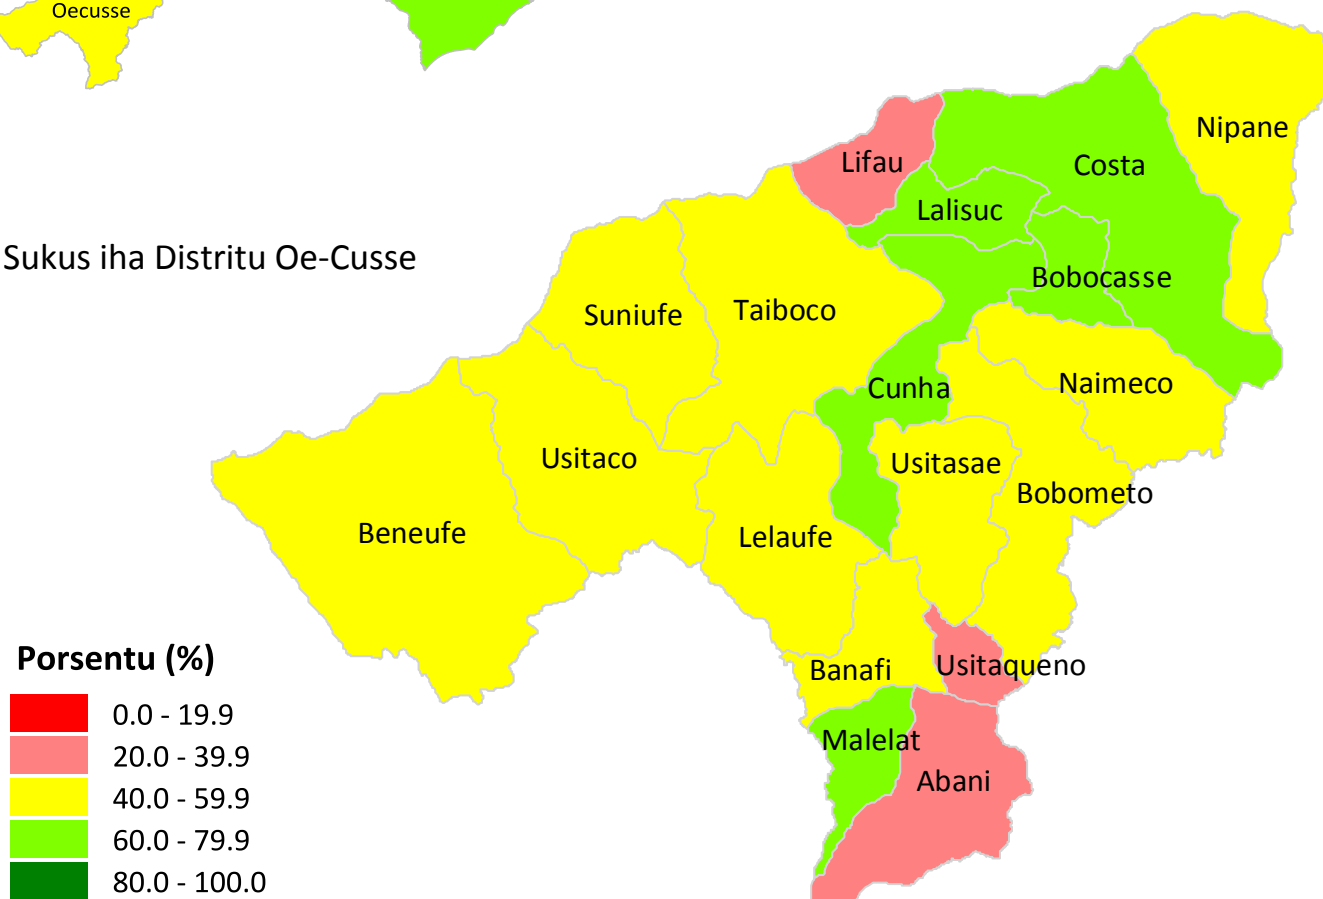 Oecusse
Nipane
Lifau
Costa
Lalisuc
Sukus iha Distritu Oe-Cusse
Bobocasse
Suniufe
Taiboco
Cunha
Naimeco
Usitaco
Usitasae
Bobometo
Beneufe
Lelaufe
Porsentu (%)
Banafi
Usitaqueno
0.0 - 19.9
Malelat
20.0 - 39.9
Abani
40.0 - 59.9
60.0 - 79.9
80.0 - 100.0